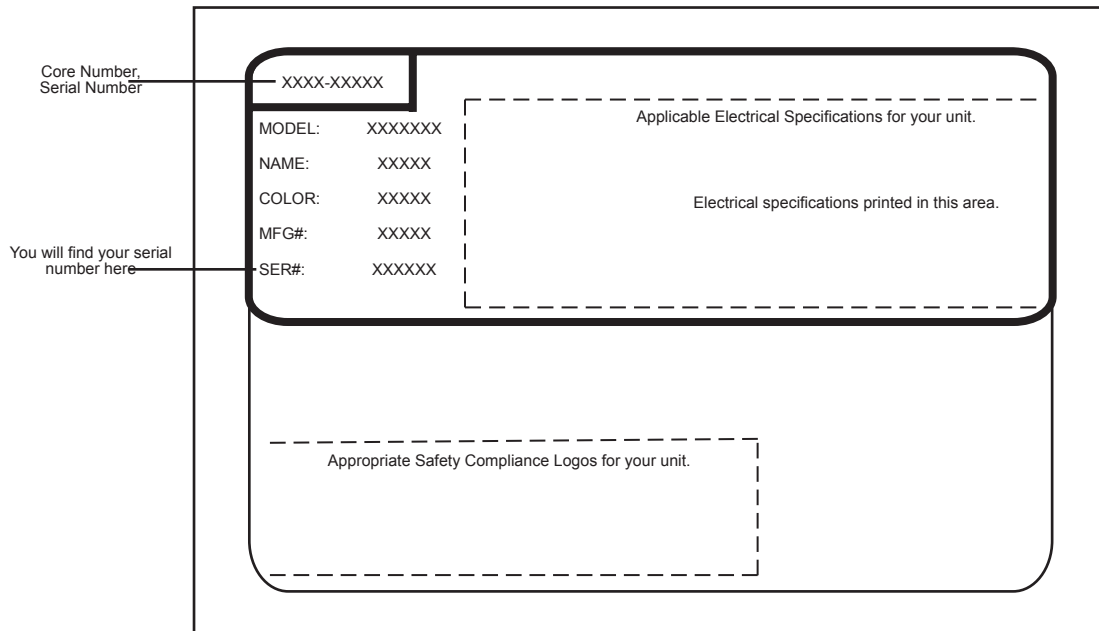 Core Number,
Serial Number
XXXX-XXXXX
MODEL: XXXXXXX
NAME: XXXXX
COLOR: XXXXX
MFG#: XXXXX
SER#: XXXXXX
You will find your serial
number here
Applicable Electrical Specifications for your unit.
Electrical specifications printed in this area.
Appropriate Safety Compliance Logos for your unit.